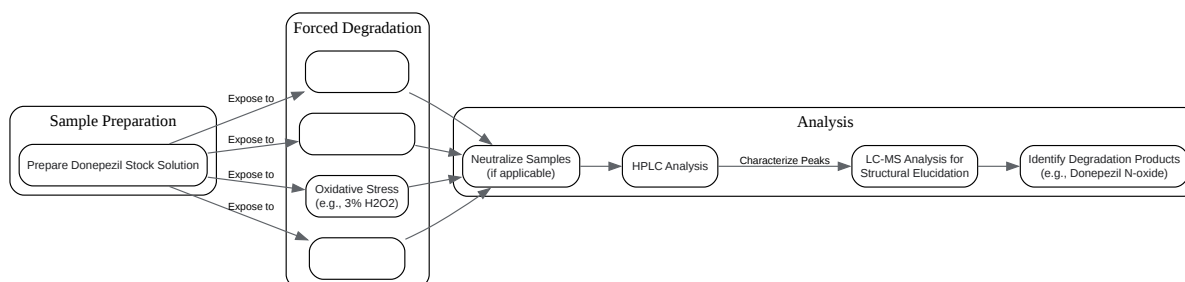 Forced Degradation
Expose to
Sample Preparation
Analysis
Expose to
Prepare Donepezil Stock Solution
Neutralize Samples
(if applicable)
HPLC Analysis
Characterize Peaks
LC-MS Analysis for
Structural Elucidation
Identify Degradation Products
(e.g., Donepezil N-oxide)
Expose to
Oxidative Stress
(e.g., 3% H2O2)
Expose to